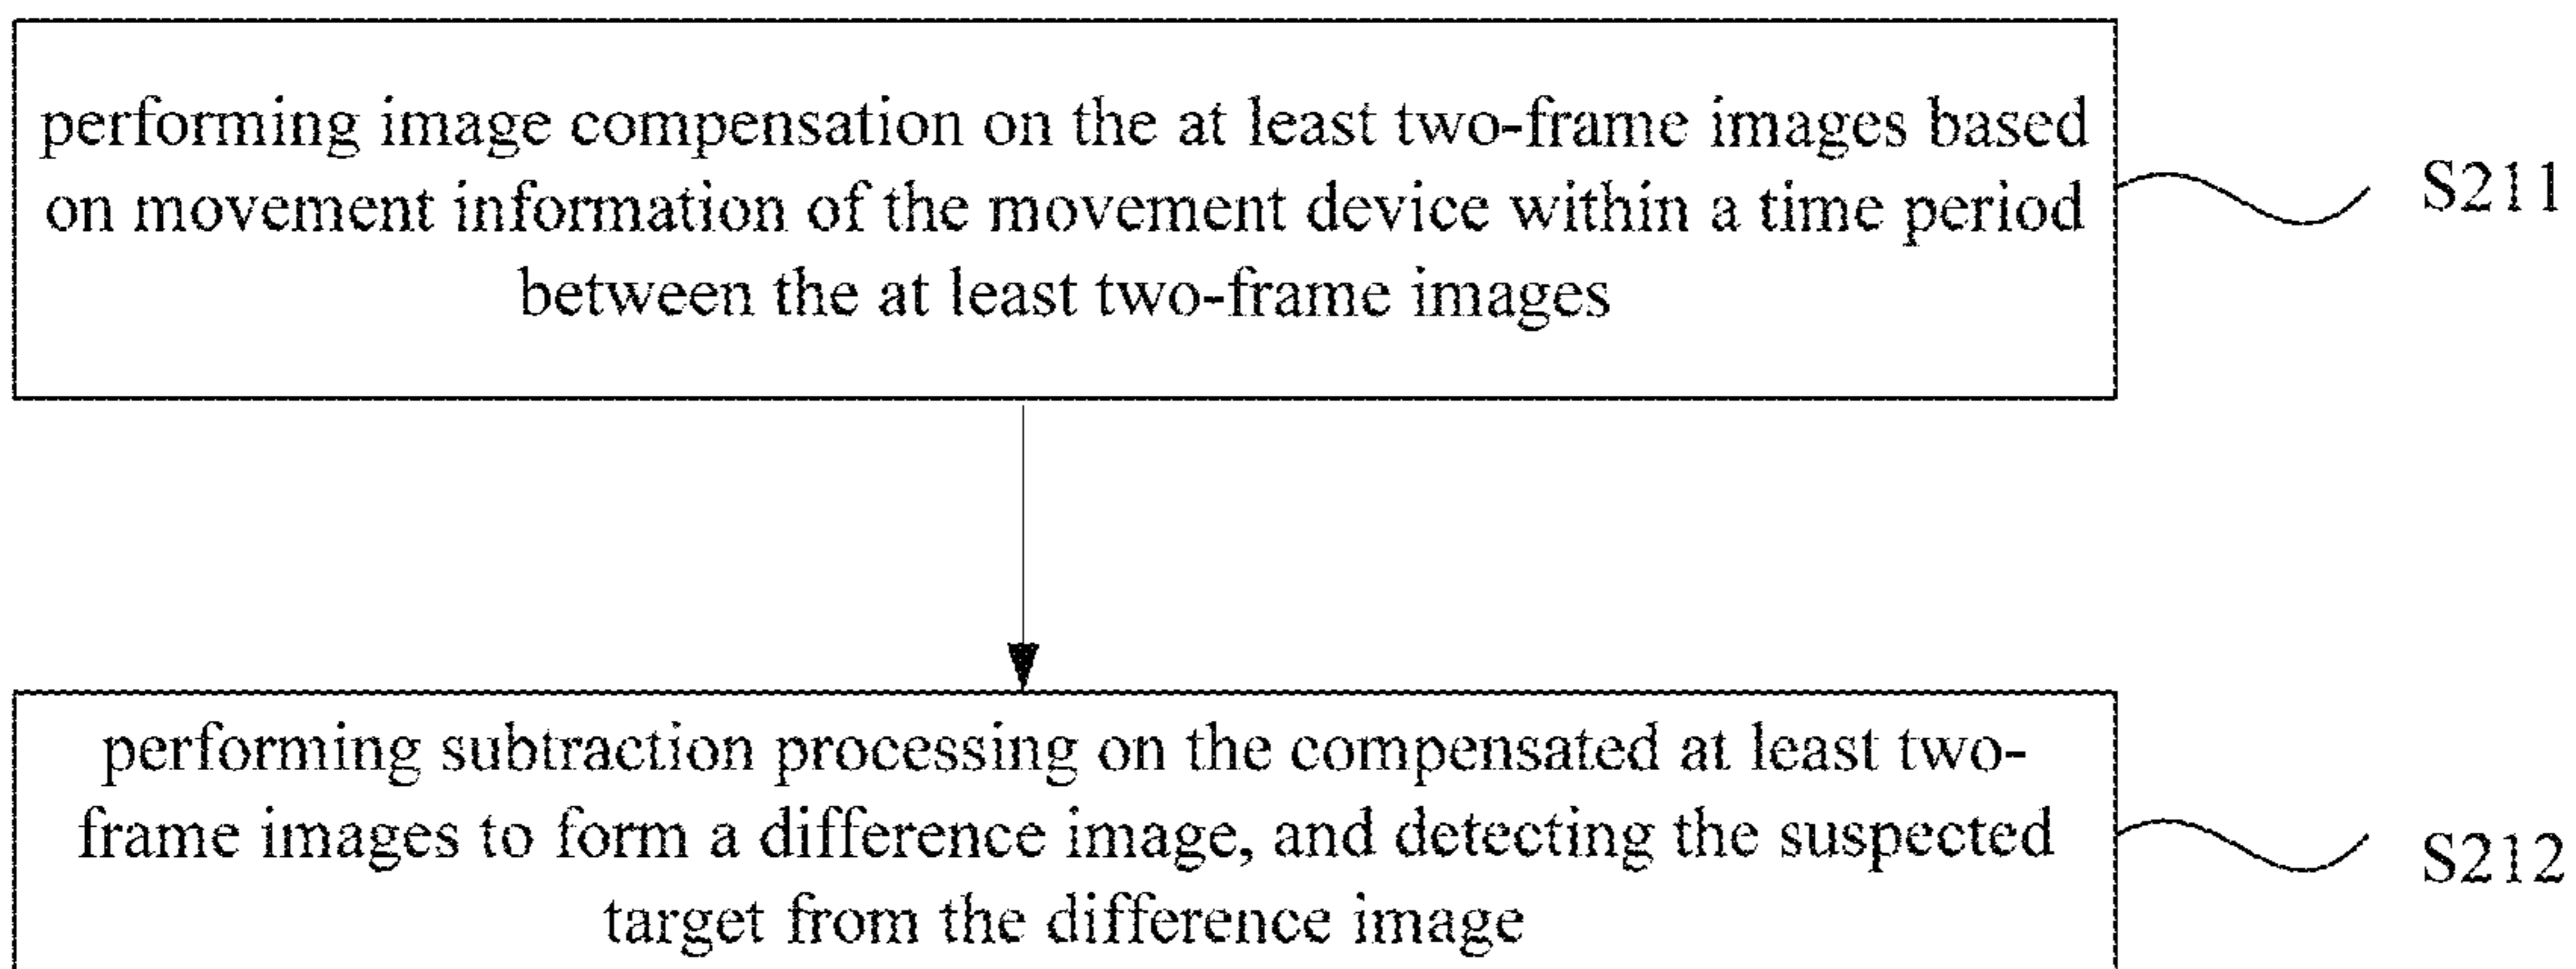 performing image compensation on the at least two-frame images based
on movement information of the movement device within a time period
between the at least two-frame images
S211
performing subtraction processing on the compensated at least two-
frame images to form a difference image, and detecting the suspected
target from the difference image
S212